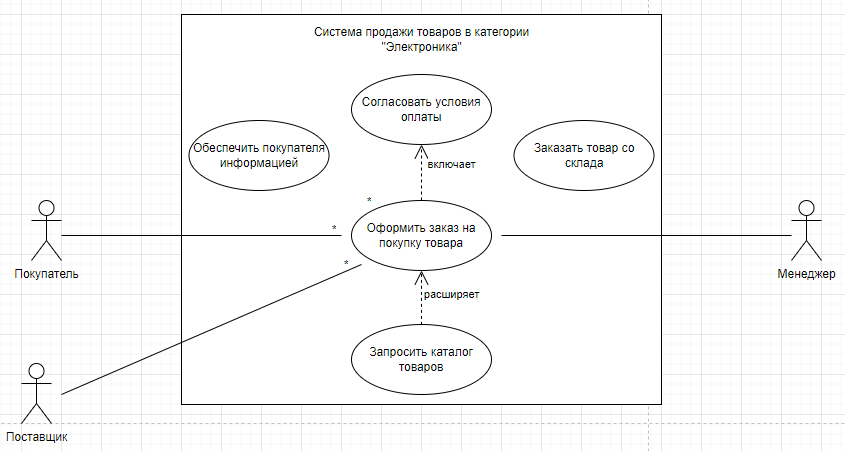 Система продажи товаров в категории
"Электроника"
Согласовать условия
оплаты
Обеспечить покупателя
информацией
Заказать товар со
склада
включает
*
Оформить заказ на
покупку товара
*
*
Покупатель
Менеджер
расширяет
Запросить каталог
товаров
Поставщик